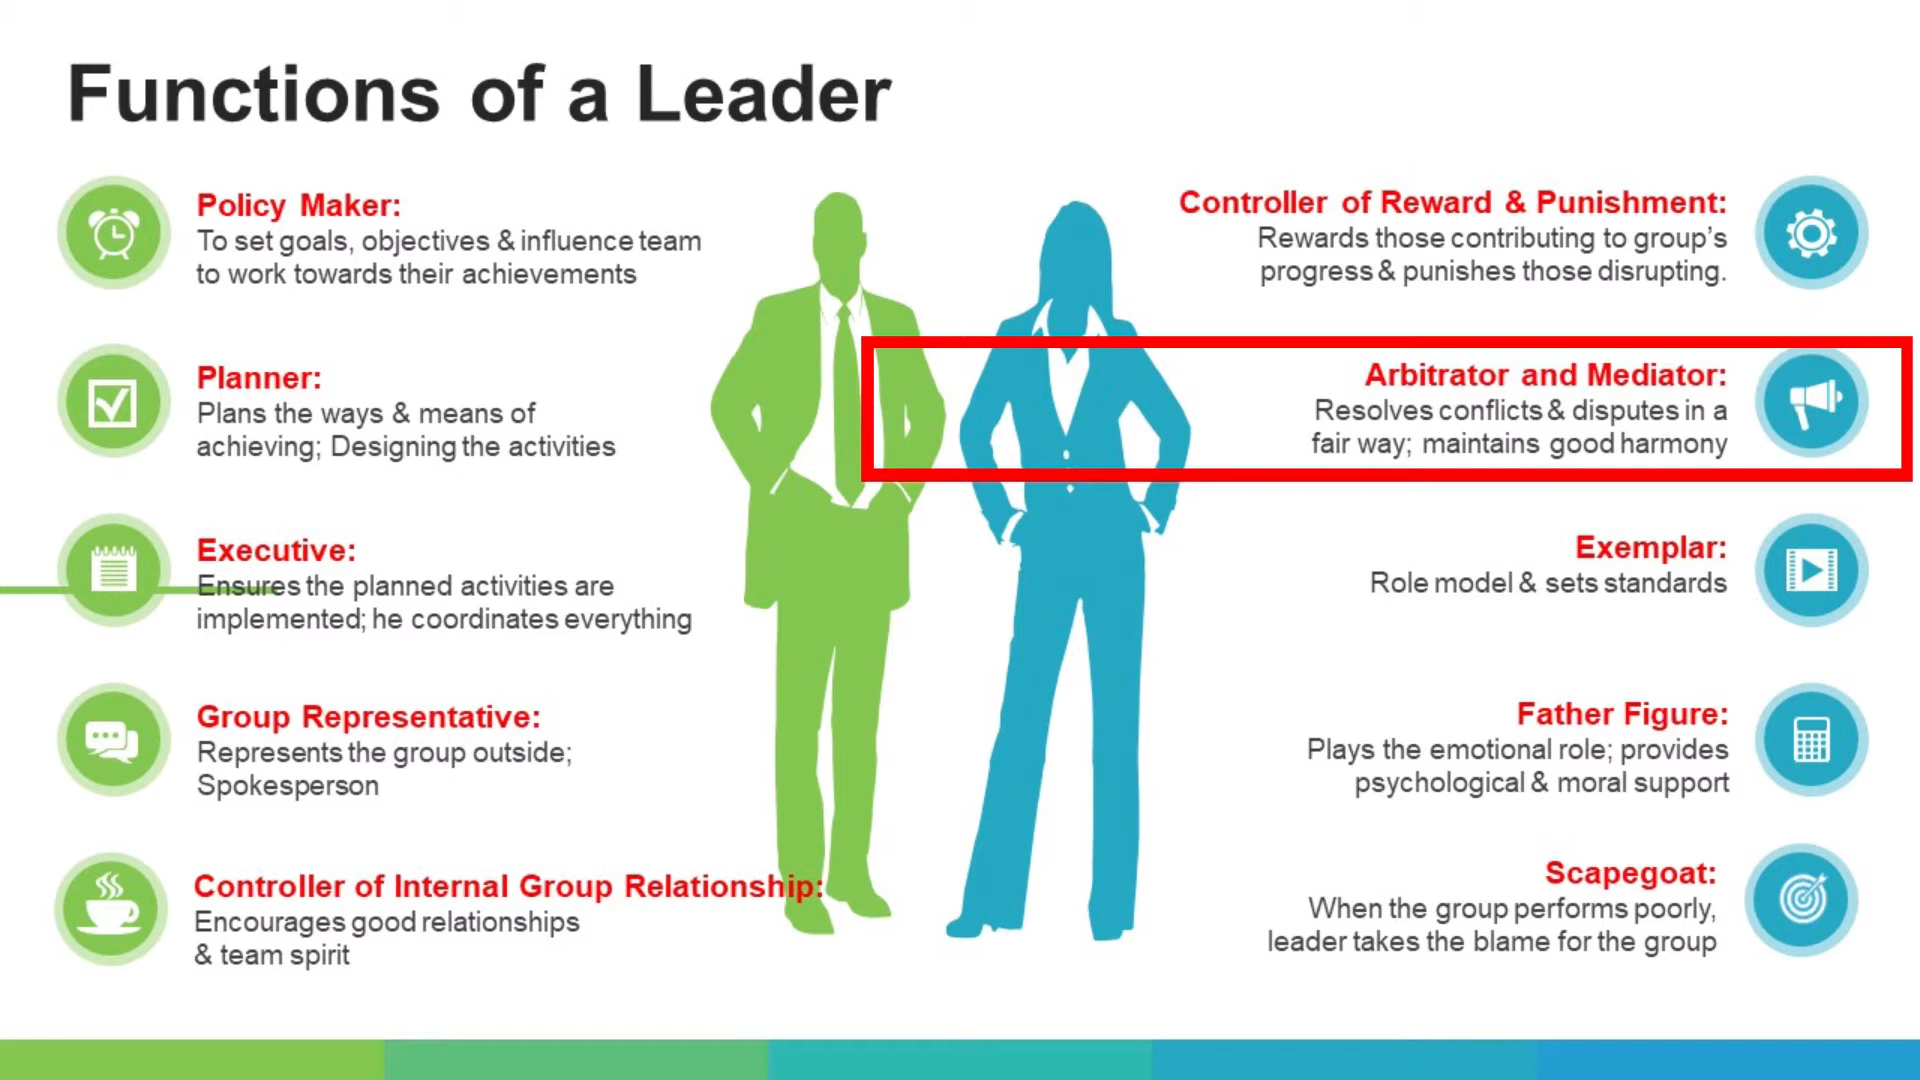 Functions of a Leader
Policy Maker:
To set goals, objectives & influence team
to work towards their achievements
Planner:
Plans the ways & means of
achieving; Designing the activities
Executive:
Ensures the planned activities are
implemented; he coordinates everything
Group Representative:
Represents the group outside;
Spokesperson
Controller of Internal Group Relationship:
Encourages good relationships
& team spirit
Controller of Reward & Punishment:
Rewards those contributing to group’s
progress & punishes those disrupting.
Arbitrator and Mediator:
Resolves conflicts & disputes in a
fair way; maintains good harmony
Exemplar:
Role model & sets standards
Father Figure:
Plays the emotional role; provides
psychological & moral support
Scapegoat:
When the group performs poorly,
leader takes the blame for the group